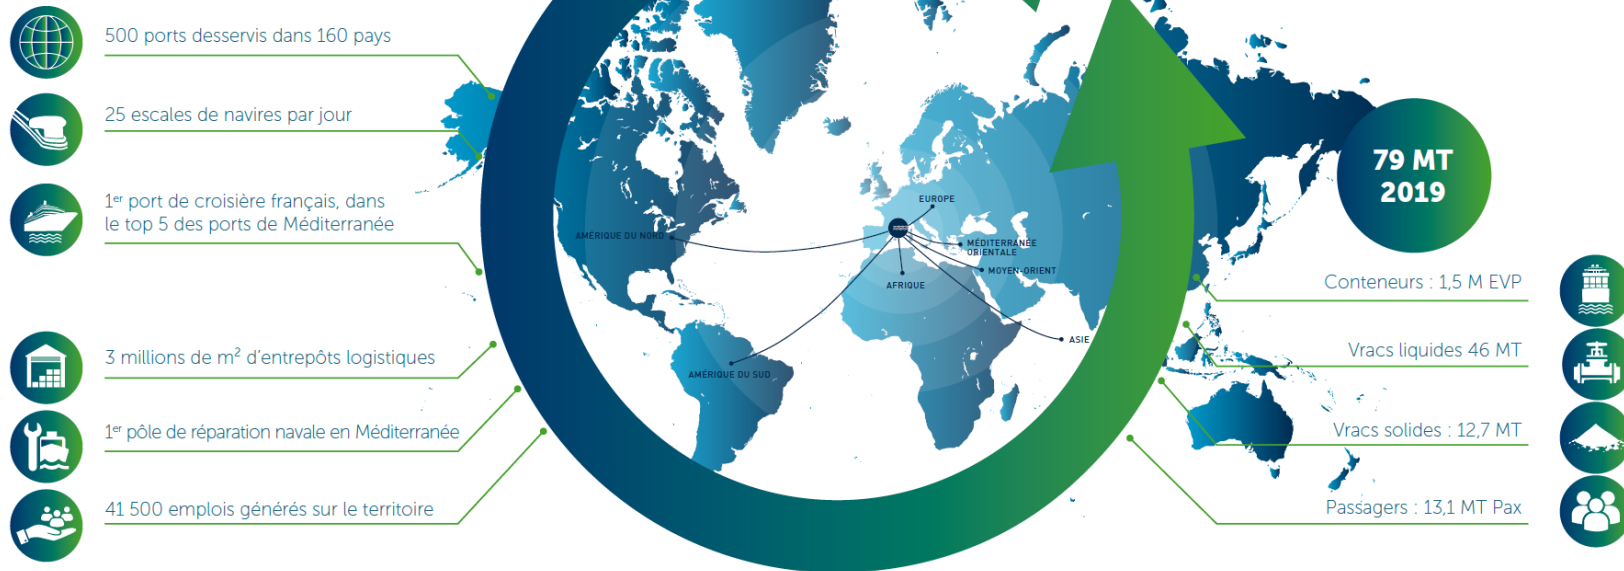 500 ports desservis dans 160 pays
25 escales de navires par jour
1er port de croisière français, dans
le top 5 des ports de Méditerranée
3 millions de m² d'entrepôts logistiques
1er pôle de réparation navale en Méditerranée
41 500 emplois générés sur le territoire
EUROPE
AMÉRIQUE DU NORD
MÉDITERRANÉE
ORIENTALE
MOYEN-ORIENT
AFRIQUE
ASIE
AMÉRIQUE DU SUD
79 MT
2019
Conteneurs : 1,5 M EVP
Vracs liquides 46 MT
Vracs solides : 12,7 MT
Passagers : 13,1 MT Pax